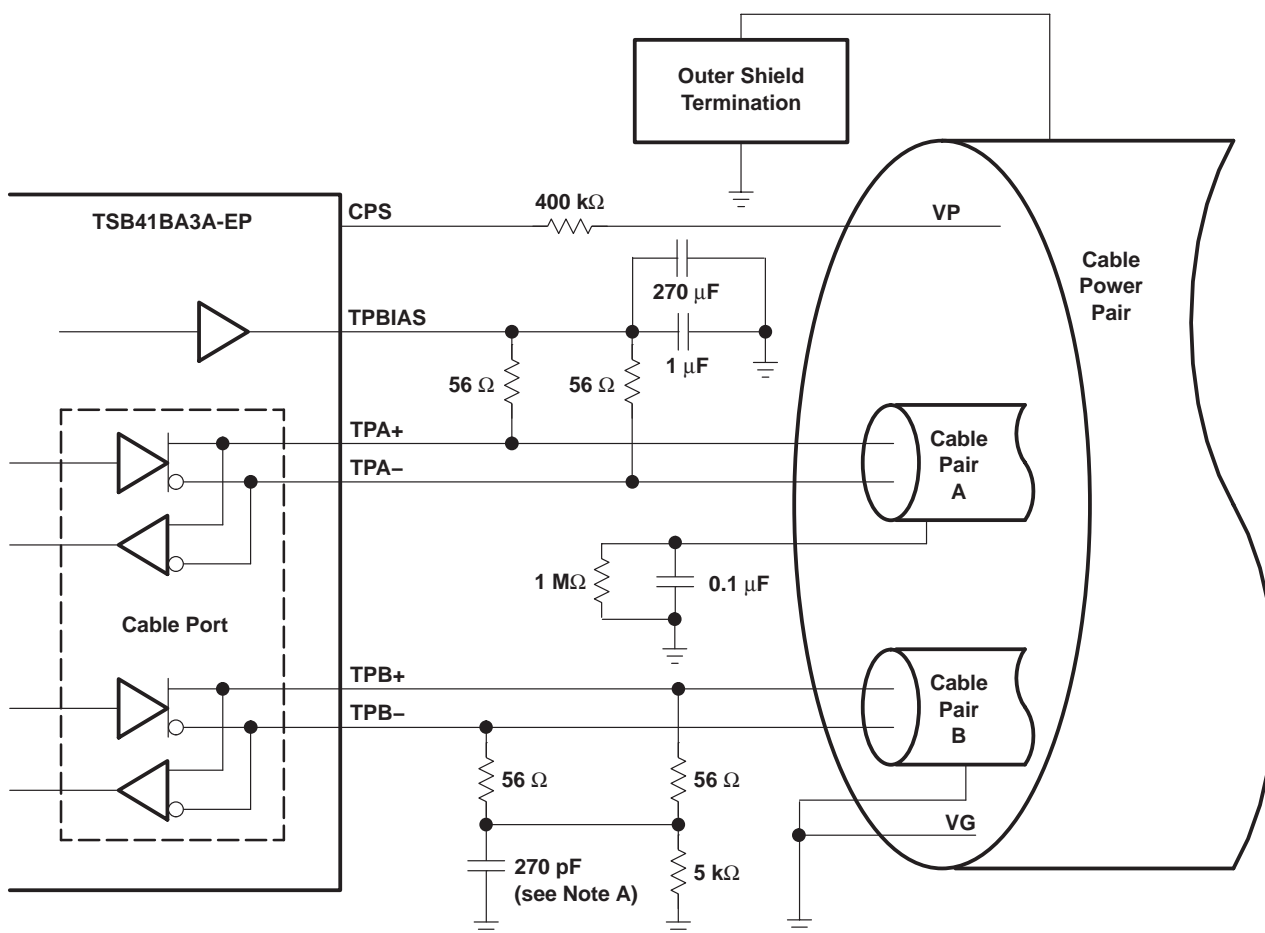 Outer Shield
Termination
TSB41BA3A-EP
CPS
400 kΩ
VP
Cable
Power
Pair
270 μF
TPBIAS
1 μF
56 Ω
56 Ω
TPA+
TPA−
Cable
Pair
A
1 MΩ
0.1 μF
Cable Port
TPB+
TPB−
Cable
Pair
B
56 Ω
56 Ω
VG
270 pF
(see Note A)
5 kΩ